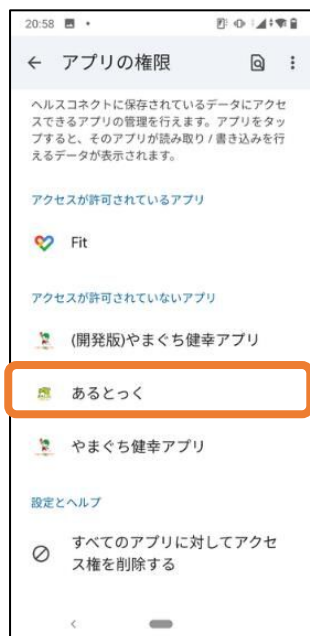 20:58
アプリの権限
ヘルスコネクトに保存されているデータにアクセ
スできるアプリの管理を行えます。アプリをタッ
プすると、そのアプリが読み取り / 書き込みを行
えるデータが表示されます。
アクセスが許可されているアプリ
Fit
アクセスが許可されていないアプリ
(開発版)やまぐち健幸アプリ
あるとっく
やまぐち健幸アプリ
設定とヘルプ
すべてのアプリに対してアクセ
ス権を削除する